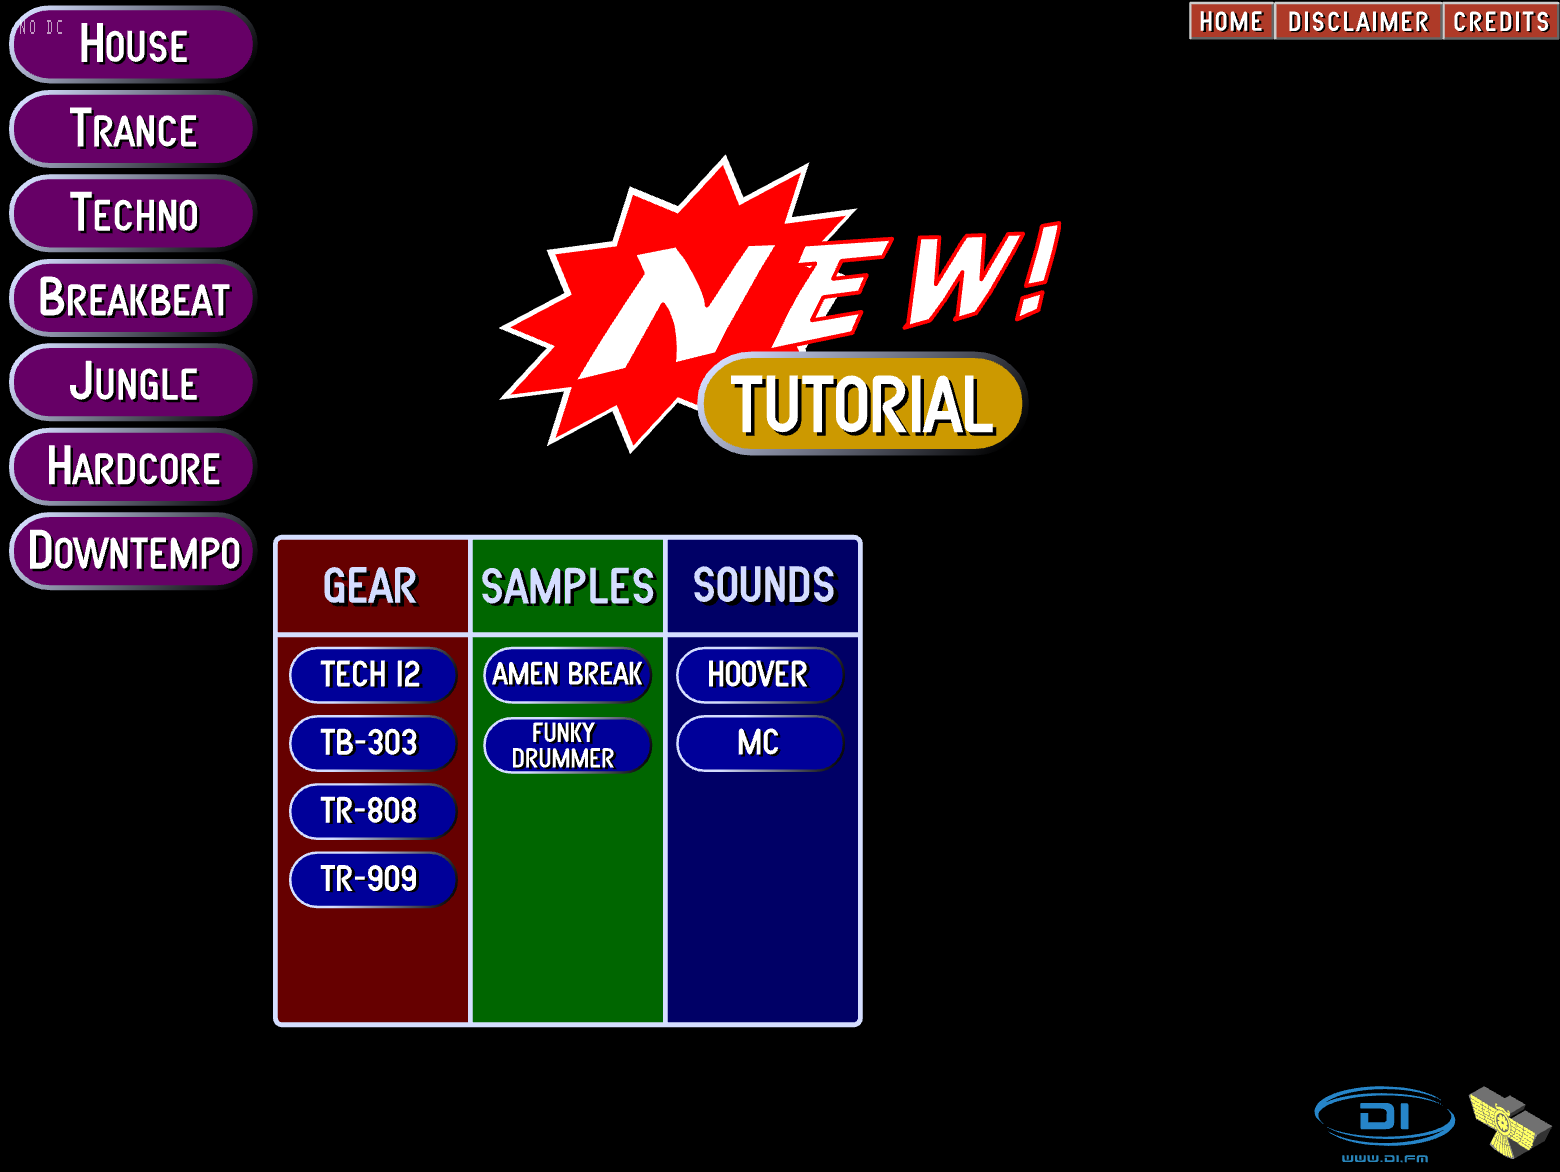 NO DC
HOUSE
TRANCE
TECHNO
BREAKBEAT
JUNGLE
HARDCORE
DOWNTEMPO
HOME DISCLAIMER CREDITS
NEW!
TUTORIAL
GEAR SAMPLES SOUNDS
TECH 12 AMEN BREAK HOOVER
TB-303 FUNKY DRUMMER MC
TR-808
TR-909
DI
WWW.DI.FM